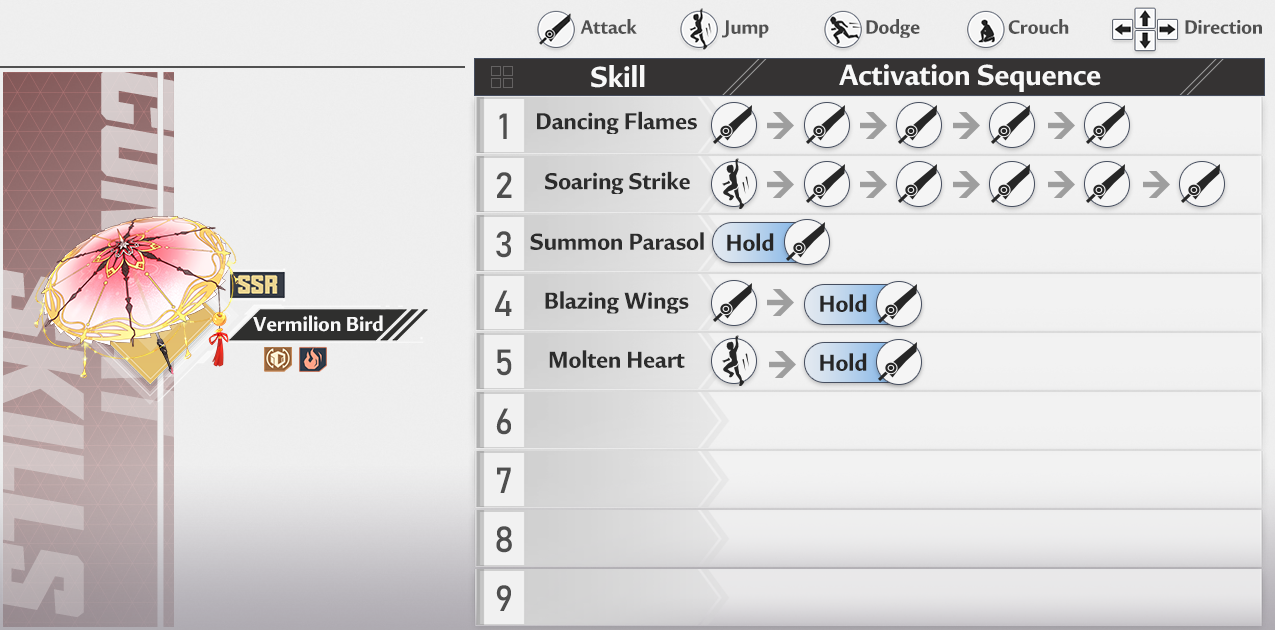 Attack
Jump
Dodge
Crouch
Direction
Skill
Activation Sequence
1 Dancing Flames
2 Soaring Strike
3 Summon Parasol Hold
4 Blazing Wings Hold
5 Molten Heart Hold
6
7
8
9
SSR
Vermilion Bird
SKILLS